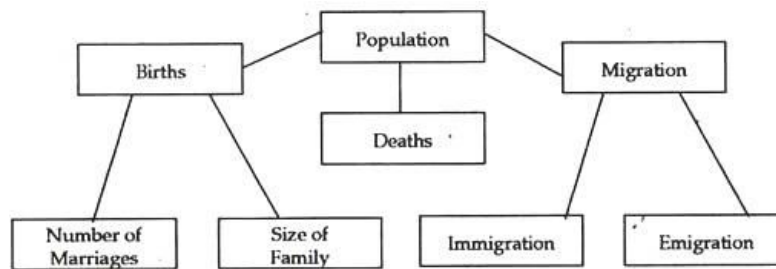 Population
Births
Migration
Deaths
Number of
Marriages
Size of
Family
Immigration
Emigration